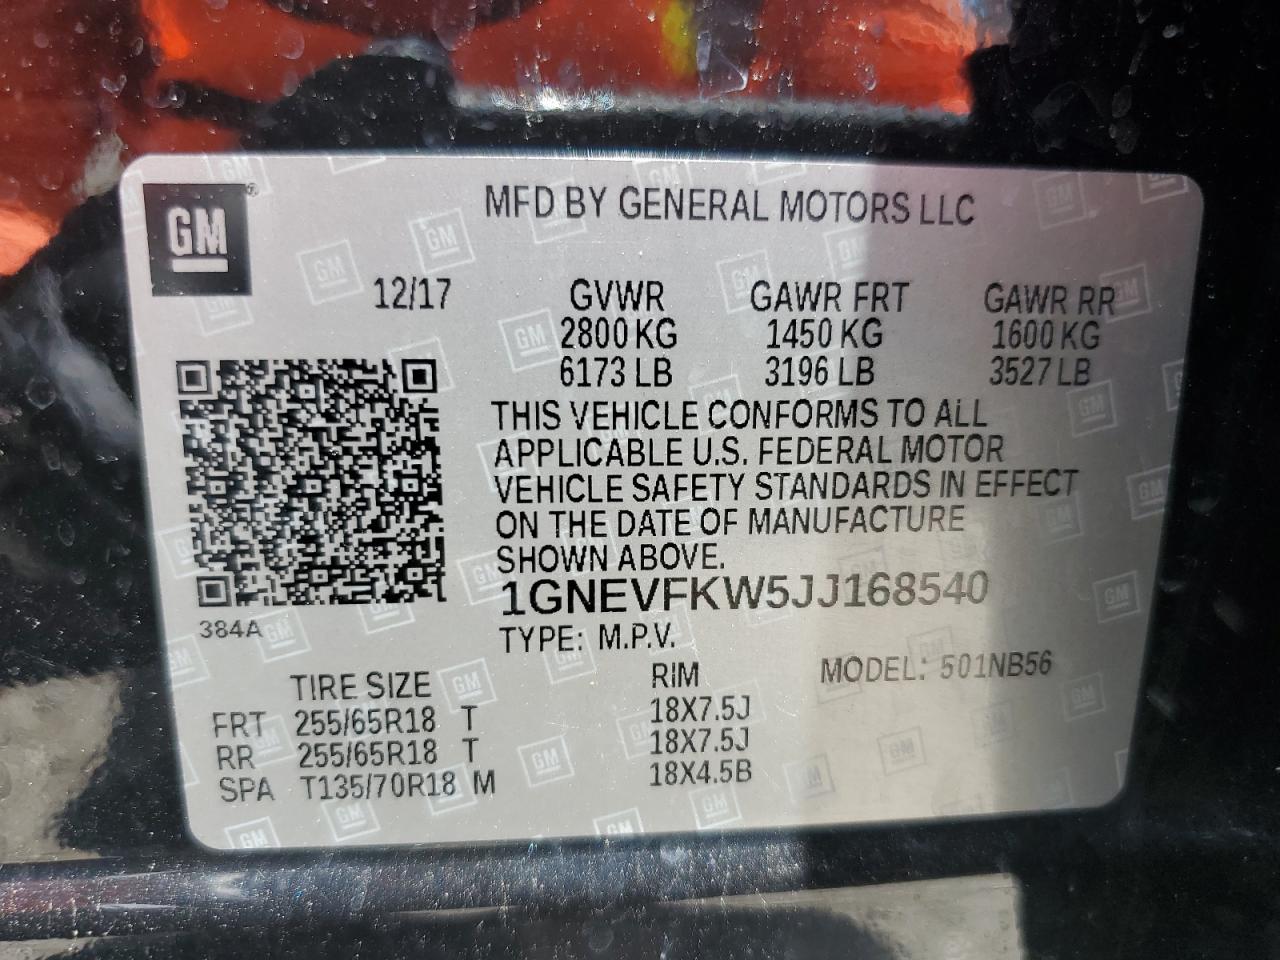 GM®
MFD BY GENERAL MOTORS LLC
12/17 GVWR GAWR FRT GAWR RR
2800 KG 1450 KG 1600 KG
6173 LB 3196 LB 3527 LB
THIS VEHICLE CONFORMS TO ALL
APPLICABLE U.S. FEDERAL MOTOR
VEHICLE SAFETY STANDARDS IN EFFECT
ON THE DATE OF MANUFACTURE
SHOWN ABOVE.
1GNEVFKW5JJ168540
384A
TYPE: M.P.V. MODEL: 501NB56
TIRE SIZE RIM
FRT 255/65R18 T 18X7.5J
RR 255/65R18 T 18X7.5J
SPA T135/70R18 M 18X4.5B